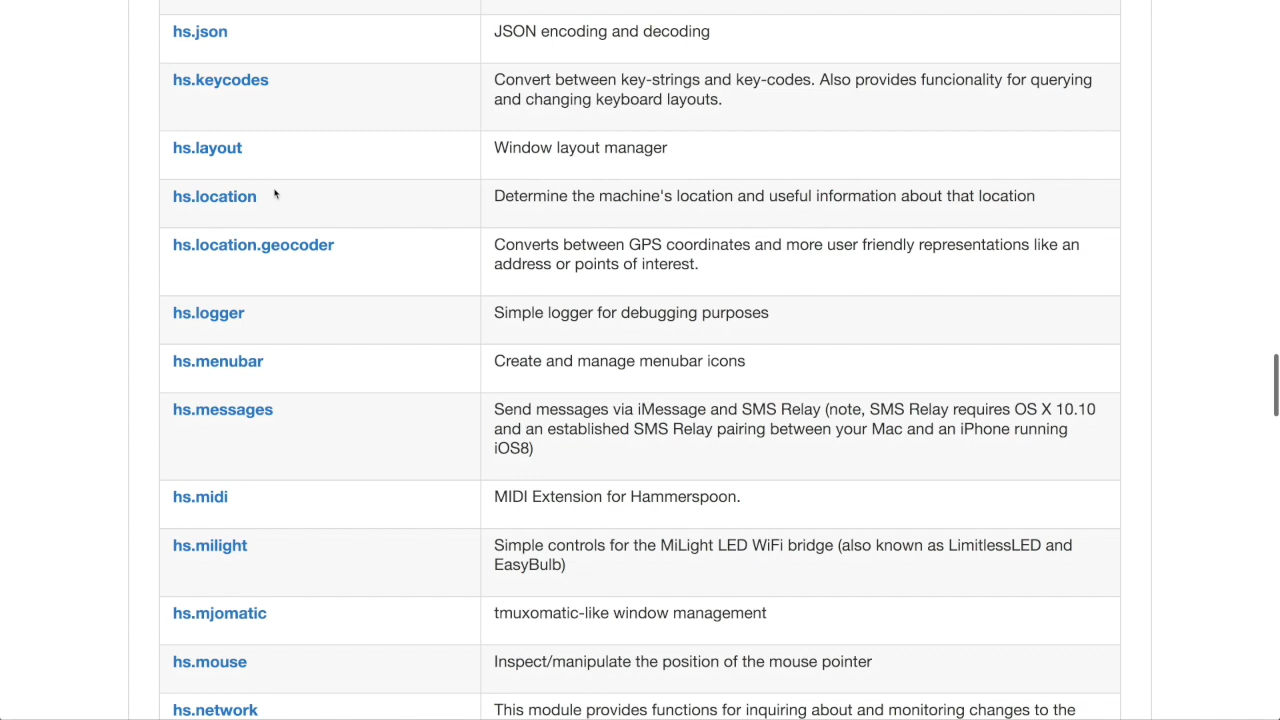 hs.json
JSON encoding and decoding
hs.keycodes
Convert between key-strings and key-codes. Also provides funcionality for querying
and changing keyboard layouts.
hs.layout
Window layout manager
hs.location
Determine the machine's location and useful information about that location
hs.location.geocoder
Converts between GPS coordinates and more user friendly representations like an
address or points of interest.
hs.logger
Simple logger for debugging purposes
hs.menubar
Create and manage menubar icons
hs.messages
Send messages via iMessage and SMS Relay (note, SMS Relay requires OS X 10.10
and an established SMS Relay pairing between your Mac and an iPhone running
iOS8)
hs.midi
MIDI Extension for Hammerspoon.
hs.milight
Simple controls for the MiLight LED WiFi bridge (also known as LimitlessLED and
EasyBulb)
hs.mjomatic
tmuxomatic-like window management
hs.mouse
Inspect/manipulate the position of the mouse pointer
hs.network
This module provides functions for inquiring about and monitoring changes to the